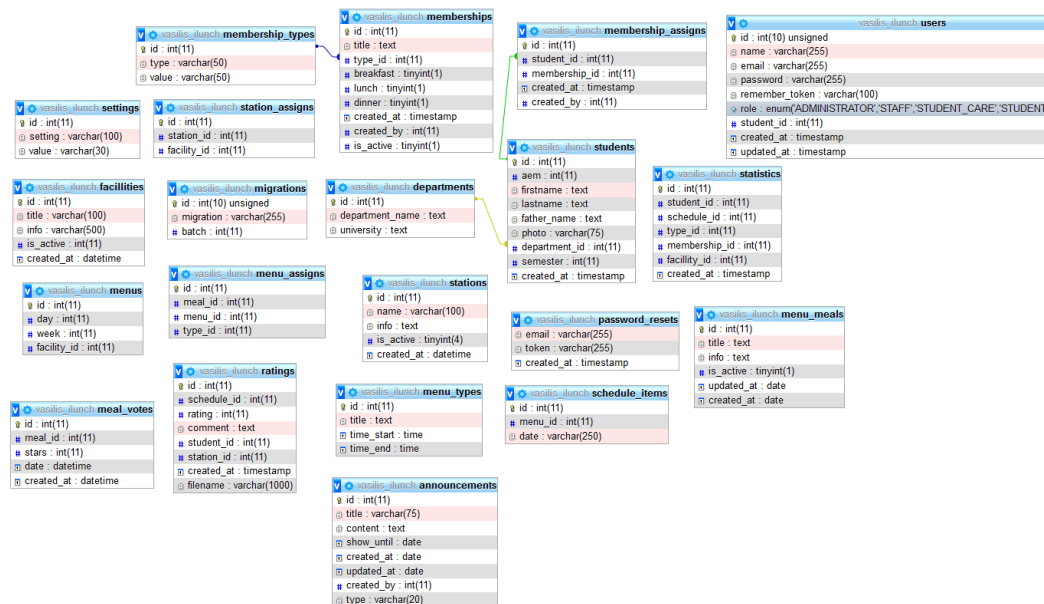 vasilis_ilunch membership_types
id : int(11)
type : varchar(50)
value : varchar(50)
vasilis_ilunch memberships
id : int(11)
title : text
type_id : int(11)
breakfast : tinyint(1)
lunch : tinyint(1)
dinner : tinyint(1)
created_at : timestamp
created_by : int(11)
is_active : tinyint(1)
vasilis_ilunch membership_assigns
id : int(11)
student_id : int(11)
membership_id : int(11)
created_at : timestamp
created_by : int(11)
vasilis_ilunch users
id : int(10) unsigned
name : varchar(255)
email : varchar(255)
password : varchar(255)
remember_token : varchar(100)
role : enum('ADMINISTRATOR','STAFF','STUDENT_CARE','STUDENT
student_id : int(11)
created_at : timestamp
updated_at : timestamp
vasilis_ilunch settings
id : int(11)
setting : varchar(100)
value : varchar(30)
vasilis_ilunch station_assigns
id : int(11)
station_id : int(11)
facility_id : int(11)
vasilis_ilunch students
id : int(11)
aem : int(11)
firstname : text
lastname : text
father_name : text
photo : varchar(75)
department_id : int(11)
semester : int(11)
created_at : timestamp
vasilis_ilunch statistics
id : int(11)
student_id : int(11)
schedule_id : int(11)
type_id : int(11)
membership_id : int(11)
facillity_id : int(11)
created_at : timestamp
vasilis_ilunch facillities
id : int(11)
title : varchar(100)
info : varchar(500)
is_active : int(11)
created_at : datetime
vasilis_ilunch migrations
id : int(10) unsigned
migration : varchar(255)
batch : int(11)
vasilis_ilunch departments
id : int(11)
department_name : text
university : text
vasilis_ilunch menus
id : int(11)
day : int(11)
week : int(11)
facility_id : int(11)
vasilis_ilunch menu_assigns
id : int(11)
meal_id : int(11)
menu_id : int(11)
type_id : int(11)
vasilis_ilunch stations
id : int(11)
name : varchar(100)
info : text
is_active : tinyint(4)
created_at : datetime
vasilis_ilunch password_resets
email : varchar(255)
token : varchar(255)
created_at : timestamp
vasilis_ilunch menu_meals
id : int(11)
title : text
info : text
is_active : tinyint(1)
updated_at : date
created_at : date
vasilis_ilunch meal_votes
id : int(11)
meal_id : int(11)
stars : int(11)
date : datetime
created_at : datetime
vasilis_ilunch ratings
id : int(11)
schedule_id : int(11)
rating : int(11)
comment : text
student_id : int(11)
station_id : int(11)
created_at : timestamp
filename : varchar(1000)
vasilis_ilunch menu_types
id : int(11)
title : text
time_start : time
time_end : time
vasilis_ilunch schedule_items
id : int(11)
menu_id : int(11)
date : varchar(250)
vasilis_ilunch announcements
id : int(11)
title : varchar(75)
content : text
show_until : date
created_at : date
updated_at : date
created_by : int(11)
type : varchar(20)